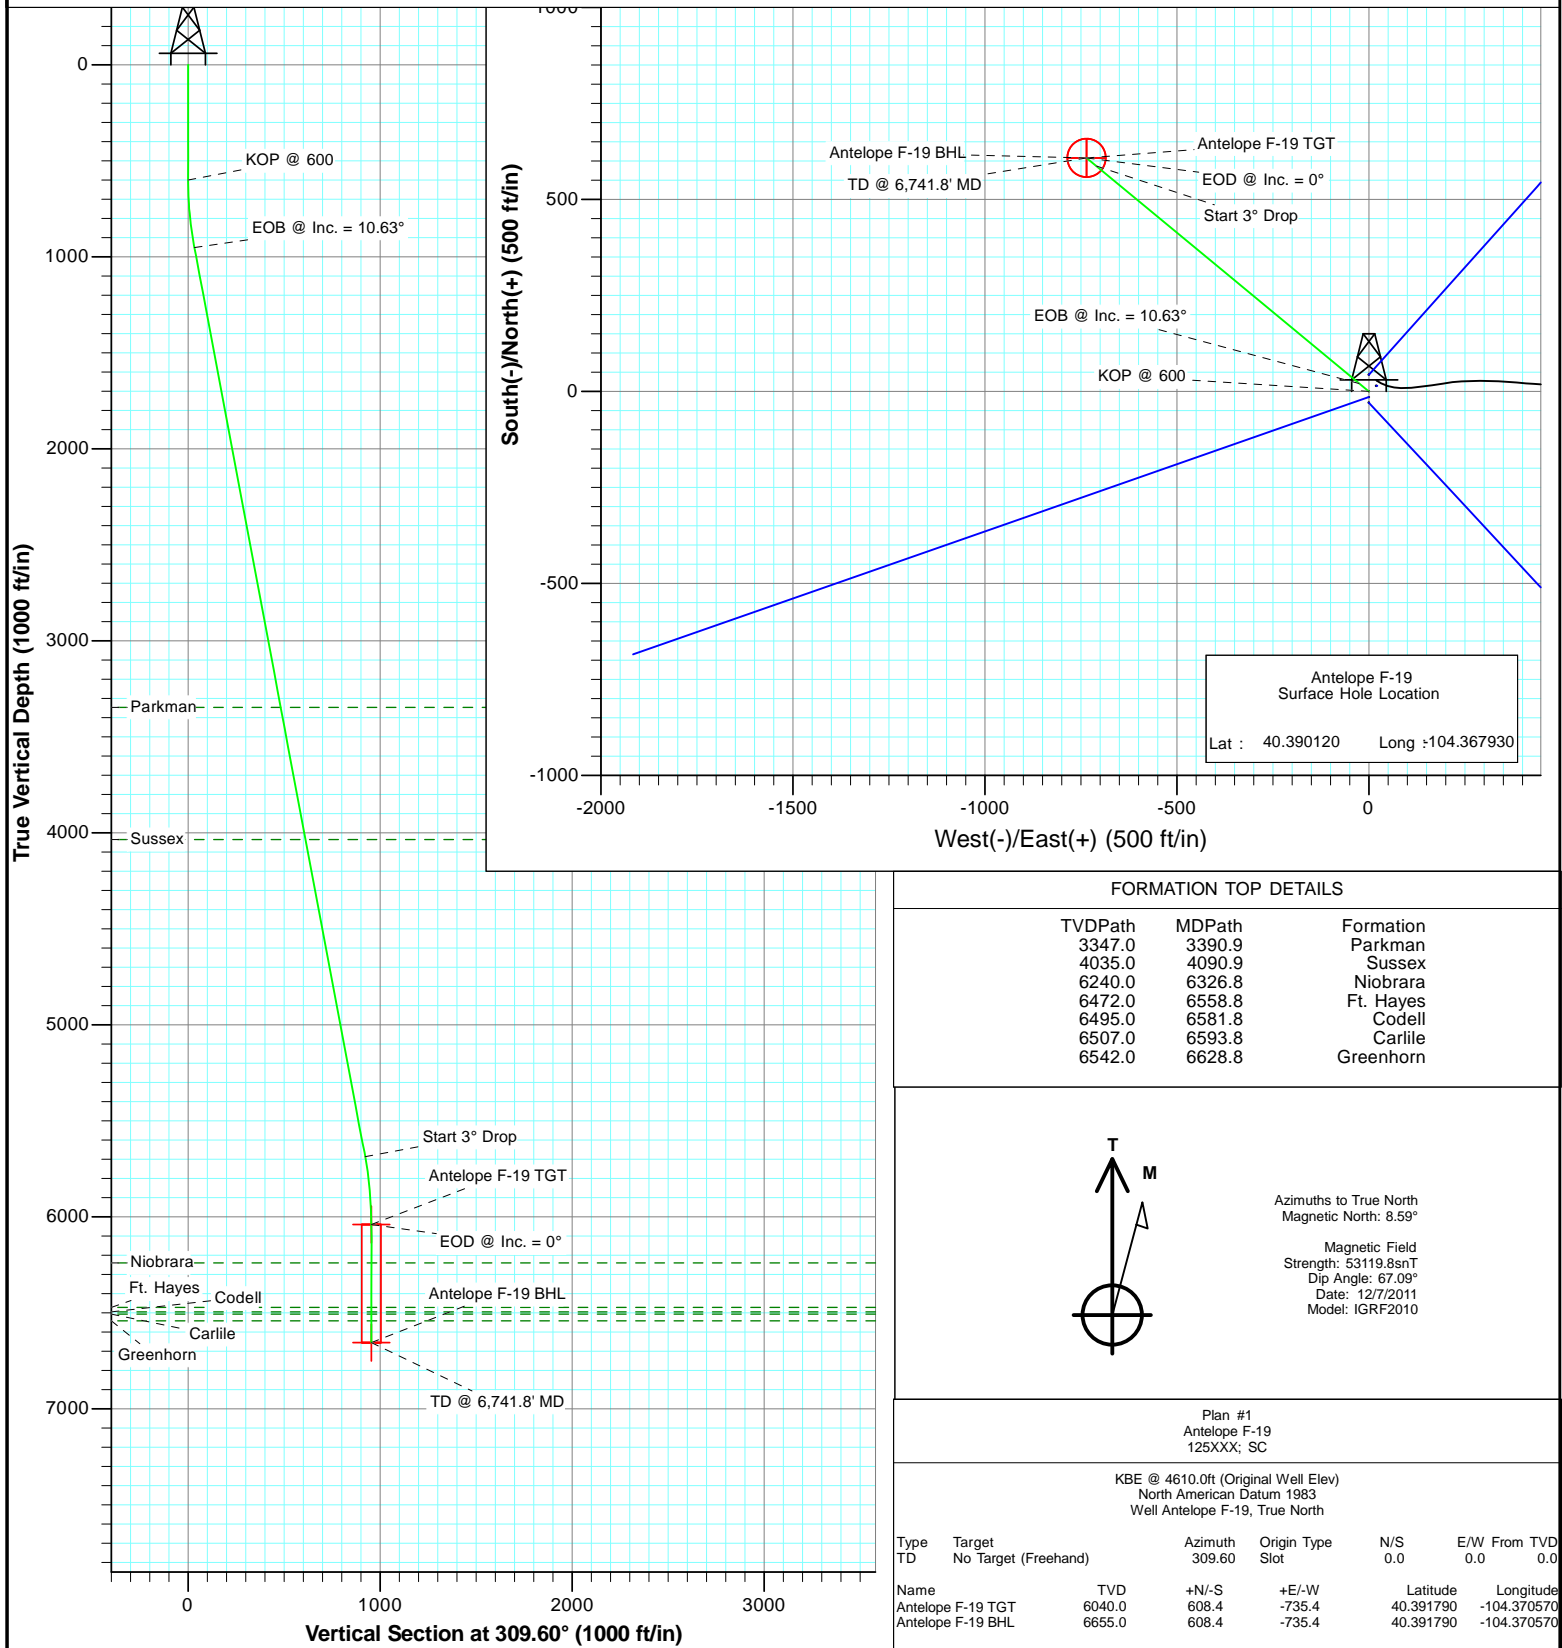 0
1000
2000
3000
4000
5000
6000
7000
True Vertical Depth (1000 ft/in)
KOP @ 600
EOB @ Inc. = 10.63°
Parkman
Sussex
Start 3° Drop
Antelope F-19 TGT
EOD @ Inc. = 0°
Niobrara
Ft. Hayes
Codell
Antelope F-19 BHL
Carlile
Greenhorn
TD @ 6,741.8' MD
0
1000
2000
3000
Vertical Section at 309.60° (1000 ft/in)
1000
500
0
-500
-1000
South(-)/North(+) (500 ft/in)
Antelope F-19 BHL
TD @ 6,741.8' MD
Antelope F-19 TGT
EOD @ Inc. = 0°
Start 3° Drop
EOB @ Inc. = 10.63°
KOP @ 600
Antelope F-19
Surface Hole Location
Lat : 40.390120 Long :-104.367930
-2000
-1500
-1000
-500
0
West(-)/East(+) (500 ft/in)
FORMATION TOP DETAILS
TVDPath MDPath Formation
3347.0 3390.9 Parkman
4035.0 4090.9 Sussex
6240.0 6326.8 Niobrara
6472.0 6558.8 Ft. Hayes
6495.0 6581.8 Codell
6507.0 6593.8 Carlile
6542.0 6628.8 Greenhorn
T
M
Azimuths to True North
Magnetic North: 8.59°
Magnetic Field
Strength: 53119.8snT
Dip Angle: 67.09°
Date: 12/7/2011
Model: IGRF2010
Plan #1
Antelope F-19
125XXX; SC
KBE @ 4610.0ft (Original Well Elev)
North American Datum 1983
Well Antelope F-19, True North
Type Target Azimuth Origin Type N/S E/W From TVD
TD No Target (Freehand) 309.60 Slot 0.0 0.0 0.0
Name TVD +N/-S +E/-W Latitude Longitude
Antelope F-19 TGT 6040.0 608.4 -735.4 40.391790 -104.370570
Antelope F-19 BHL 6655.0 608.4 -735.4 40.391790 -104.370570